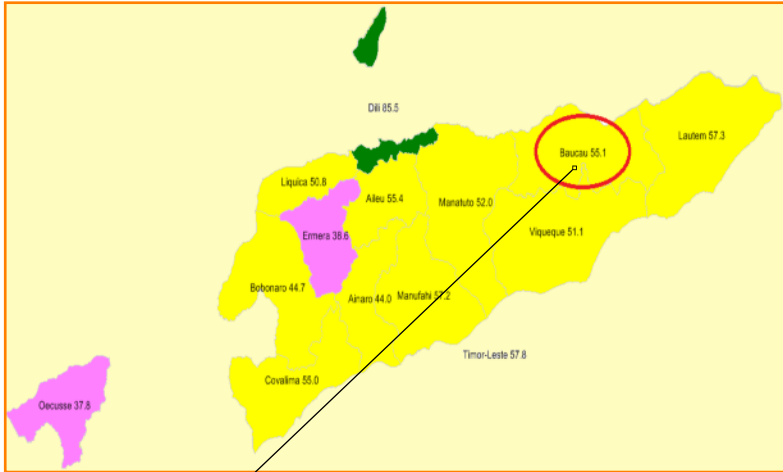 Dili 85.5
Baucau 55.1
Lautem 57.3
Liquica 50.8
Aileu 55.4
Manatuto 52.0
Ermera 38.6
Viqueque 51.1
Bobonaro 44.7
Ainaro 44.0
Manufahi 57.2
Timor-Leste 57.8
Covalima 55.0
Oecusse 37.8